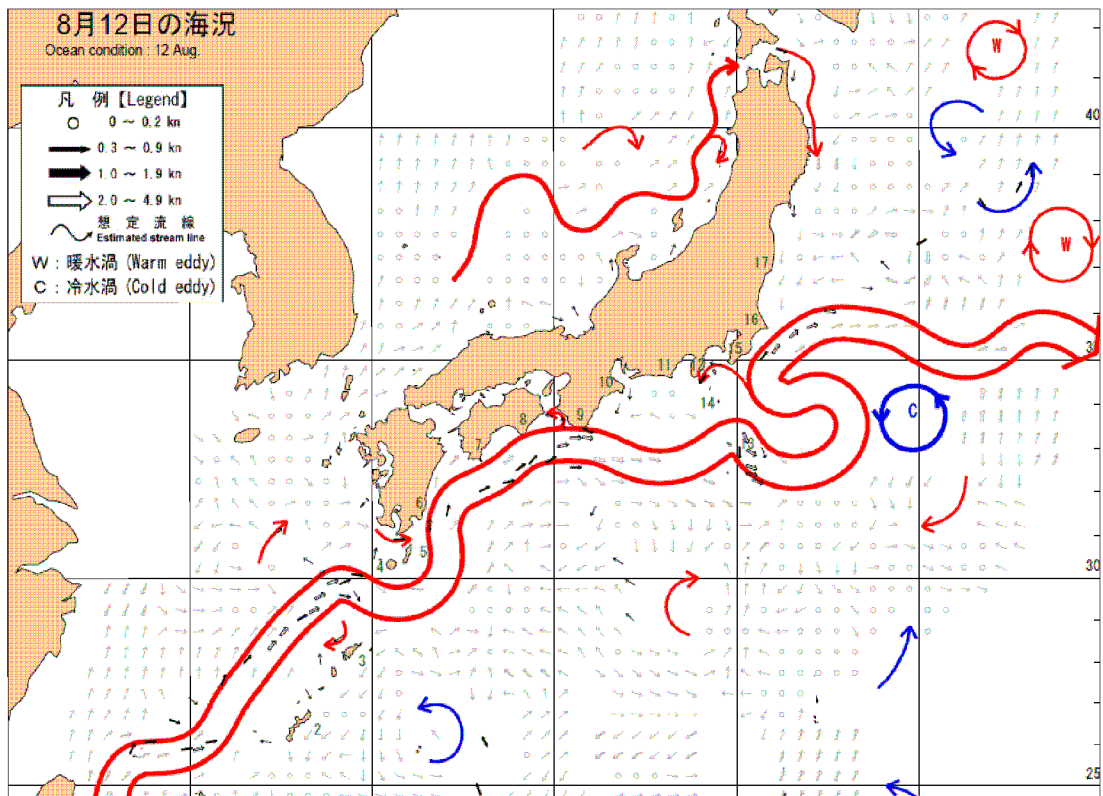 8月12日の海況
Ocean condition : 12 Aug.
凡 例【Legend】
0 ～ 0.2 kn
0.3 ～ 0.9 kn
1.0 ～ 1.9 kn
2.0 ～ 4.9 kn
想 定 流 線
Estimated stream line
W : 暖水渦 (Warm eddy)
C : 冷水渦 (Cold eddy)
W
40
W
17
16
15
12
11
10
14
C
9
8
7
13
6
5
4
30
1
3
2
25